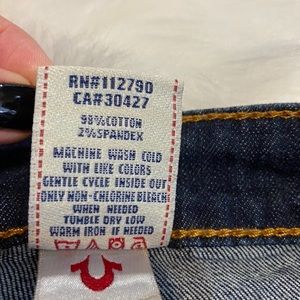 RN#112790
CA#30427
98%COTTON
2%SPANDEX
MACHINE WASH COLD
WITH LIKE COLORS
GENTLE CYCLE INSIDE OUT
ONLY NON-CHLORINE BLEACH
WHEN NEEDED
TUMBLE DRY LOW
WARM IRON IF NEEDED